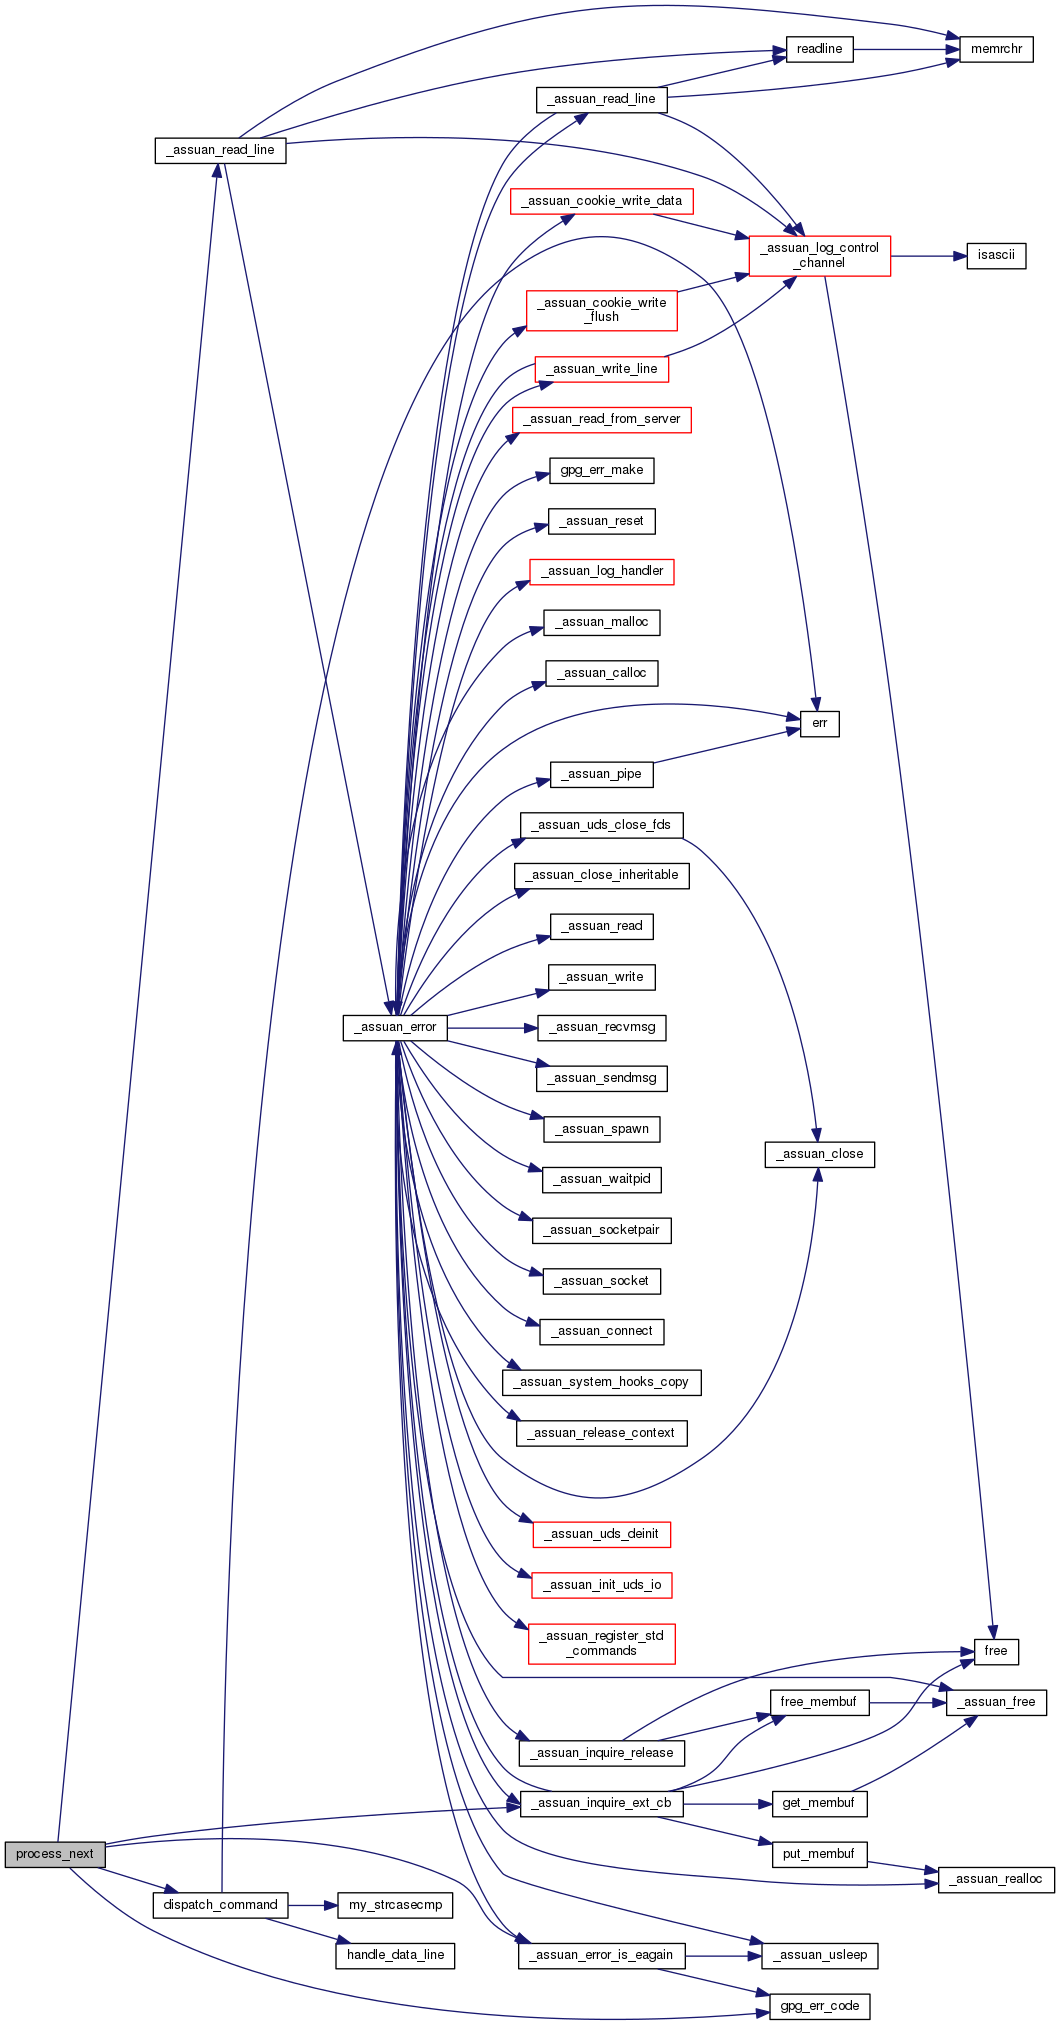 readline
memrchr
_assuan_read_line
_assuan_read_line
_assuan_cookie_write_data
_assuan_log_control
_channel
isascii
_assuan_cookie_write
_flush
_assuan_write_line
_assuan_read_from_server
gpg_err_make
_assuan_reset
_assuan_log_handler
_assuan_malloc
_assuan_calloc
err
_assuan_pipe
_assuan_uds_close_fds
_assuan_close_inheritable
_assuan_read
_assuan_write
_assuan_error
_assuan_recvmsg
_assuan_sendmsg
_assuan_spawn
_assuan_close
_assuan_waitpid
_assuan_socketpair
_assuan_socket
_assuan_connect
_assuan_system_hooks_copy
_assuan_release_context
_assuan_uds_deinit
_assuan_init_uds_io
_assuan_register_std
_commands
free
free_membuf
_assuan_free
_assuan_inquire_release
_assuan_inquire_ext_cb
get_membuf
process_next
put_membuf
_assuan_realloc
dispatch_command
my_strcasecmp
handle_data_line
_assuan_error_is_eagain
_assuan_usleep
gpg_err_code